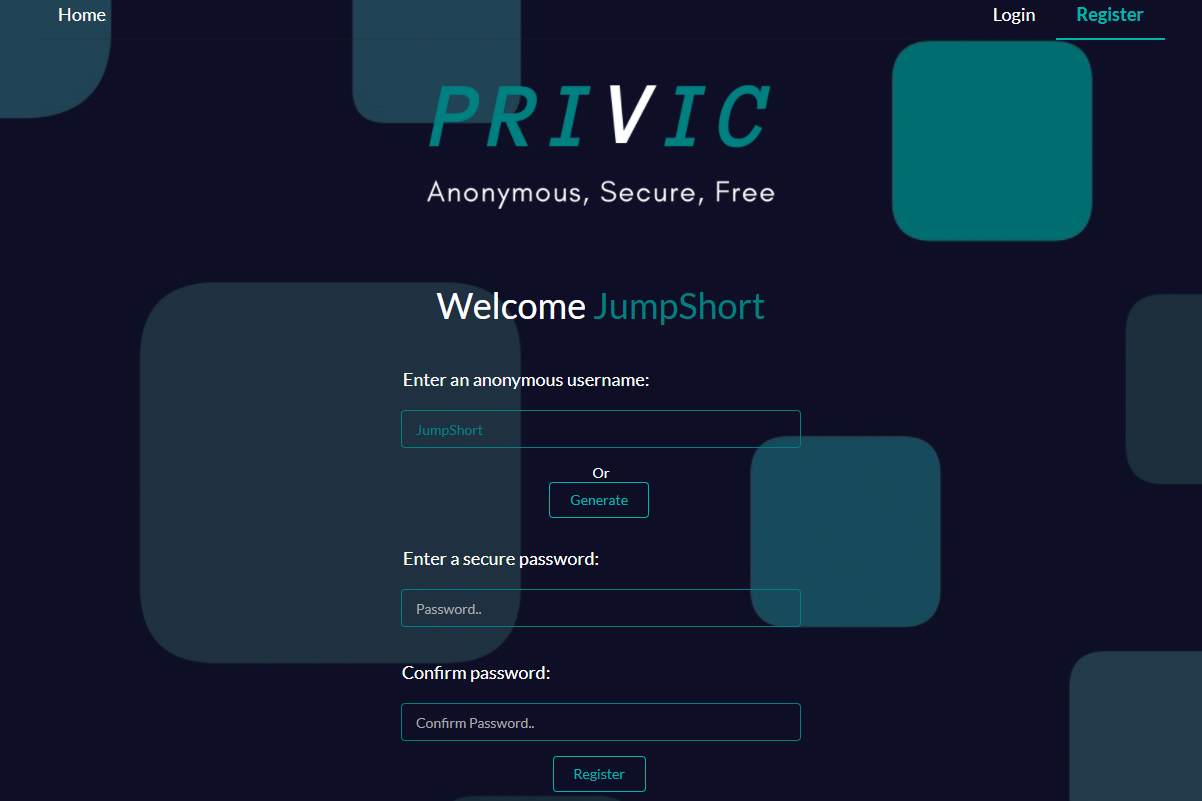 Home Login Register
PRIVIC
Anonymous, Secure, Free
Welcome JumpShort
Enter an anonymous username:
JumpShort
Or
Generate
Enter a secure password:
Password..
Confirm password:
Confirm Password..
Register